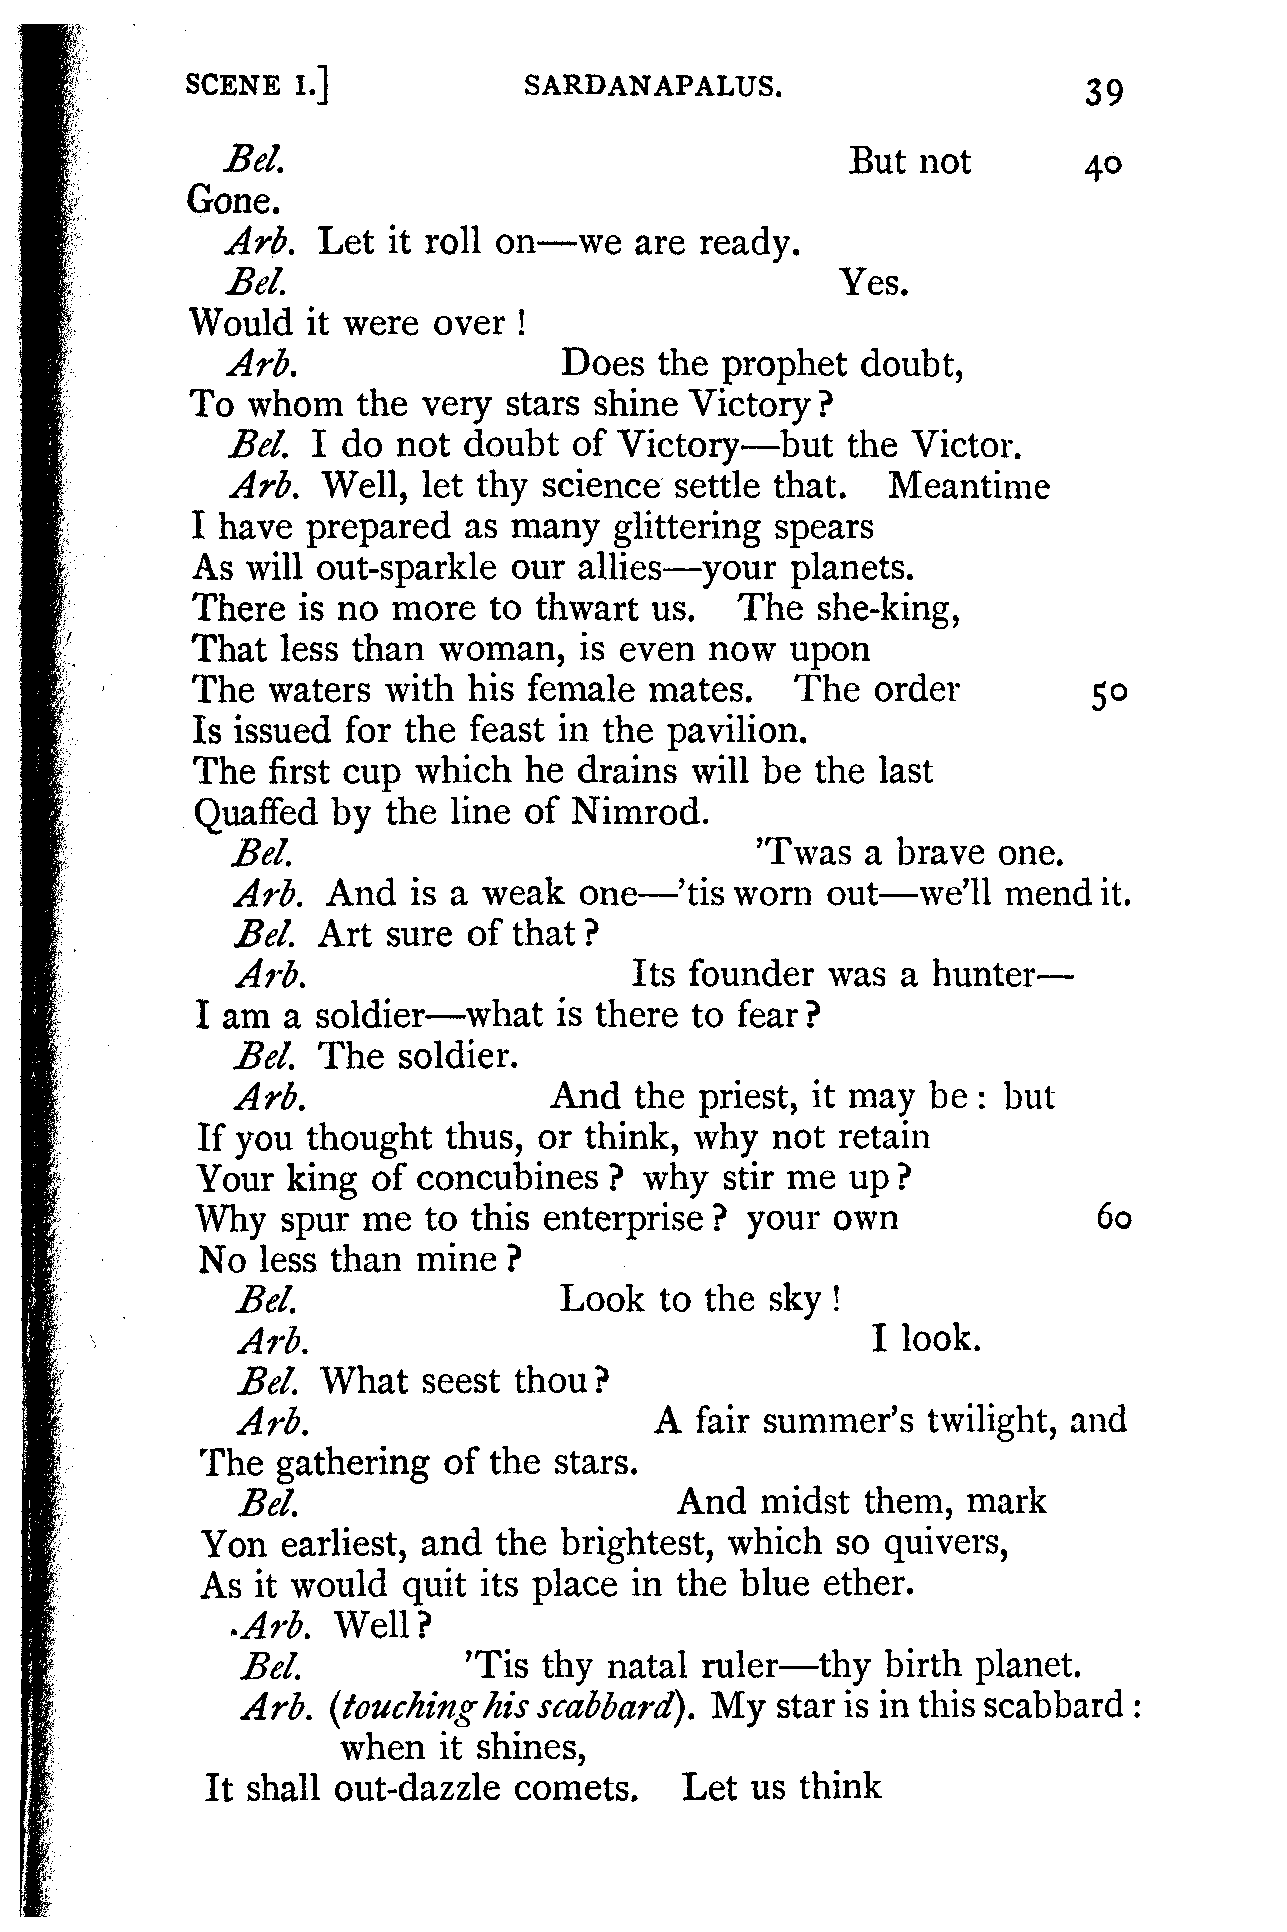 SCENE I.] SARDANAPALUS. 39
Bel. But not 40
Gone.
Arb. Let it roll on—we are ready.
Bel. Yes.
Would it were over !
Arb. Does the prophet doubt,
To whom the very stars shine Victory ?
Bel. I do not doubt of Victory—but the Victor.
Arb. Well, let thy science settle that. Meantime
I have prepared as many glittering spears
As will out-sparkle our allies—your planets.
There is no more to thwart us. The she-king,
That less than woman, is even now upon
The waters with his female mates. The order 50
Is issued for the feast in the pavilion.
The first cup which he drains will be the last
Quaffed by the line of Nimrod.
Bel. 'Twas a brave one.
Arb. And is a weak one—'tis worn out—we'll mend it.
Bel. Art sure of that ?
Arb. Its founder was a hunter—
I am a soldier—what is there to fear ?
Bel. The soldier.
Arb. And the priest, it may be : but
If you thought thus, or think, why not retain
Your king of concubines ? why stir me up ?
Why spur me to this enterprise ? your own 60
No less than mine ?
Bel. Look to the sky !
Arb. I look.
Bel. What seest thou ?
Arb. A fair summer's twilight, and
The gathering of the stars.
Bel. And midst them, mark
Yon earliest, and the brightest, which so quivers,
As it would quit its place in the blue ether.
Arb. Well ?
Bel. 'Tis thy natal ruler—thy birth planet.
Arb. (touching his scabbard). My star is in this scabbard :
when it shines,
It shall out-dazzle comets. Let us think